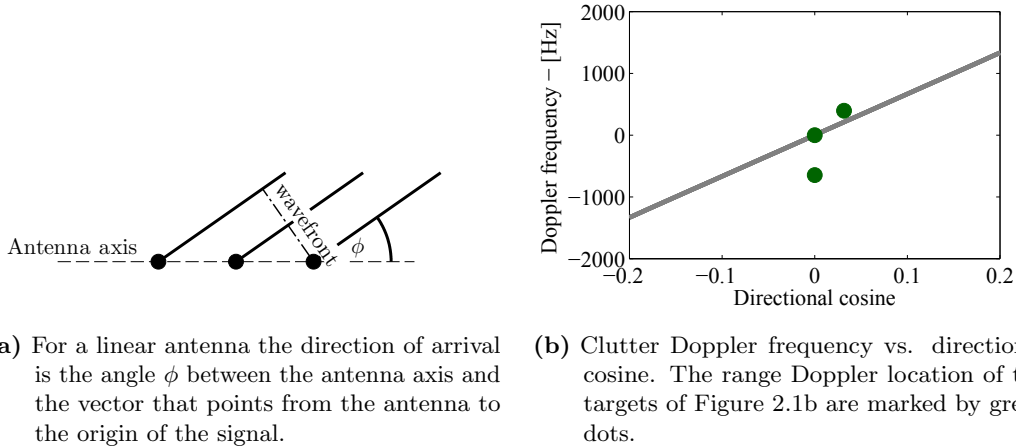 wavefront
Antenna axis
ϕ
2000
1000
0
−1000
−2000
Doppler frequency − [Hz]
−0.2 −0.1 0 0.1 0.2
Directional cosine
a) For a linear antenna the direction of arrival
is the angle ϕ between the antenna axis and
the vector that points from the antenna to
the origin of the signal.
(b) Clutter Doppler frequency vs. direction
cosine. The range Doppler location of t
targets of Figure 2.1b are marked by gre
dots.